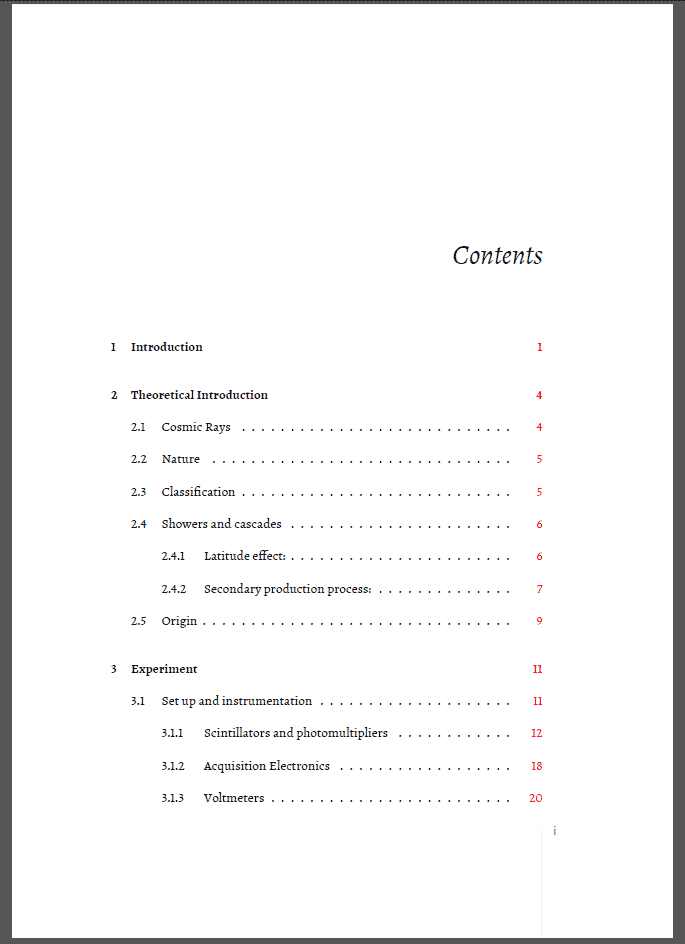 Contents
1 Introduction 1
2 Theoretical Introduction 4
2.1 Cosmic Rays . . . . . . . . . . . . . . . . . . . . . . . . . . . . 4
2.2 Nature . . . . . . . . . . . . . . . . . . . . . . . . . . . . . . . 5
2.3 Classification . . . . . . . . . . . . . . . . . . . . . . . . . . . . 5
2.4 Showers and cascades . . . . . . . . . . . . . . . . . . . . . . . 6
2.4.1 Latitude effect: . . . . . . . . . . . . . . . . . . . . . . . 6
2.4.2 Secondary production process: . . . . . . . . . . . . . . 7
2.5 Origin . . . . . . . . . . . . . . . . . . . . . . . . . . . . . . . . 9
3 Experiment 11
3.1 Set up and instrumentation . . . . . . . . . . . . . . . . . . . . 11
3.1.1 Scintillators and photomultipliers . . . . . . . . . . . . 12
3.1.2 Acquisition Electronics . . . . . . . . . . . . . . . . . . 18
3.1.3 Voltmeters . . . . . . . . . . . . . . . . . . . . . . . . . 20
i